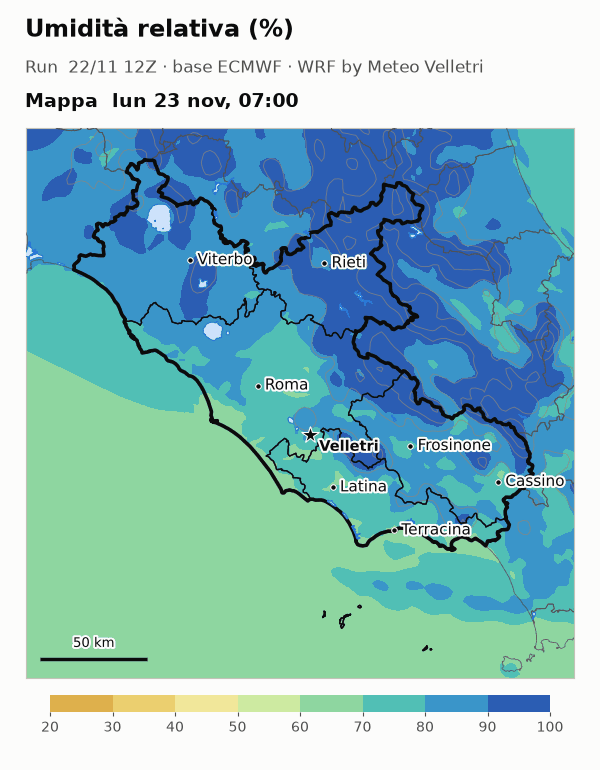 Umidità relativa (%)
Run  22/11 12Z · base ECMWF · WRF by Meteo Velletri
Mappa  lun 23 nov, 07:00
Viterbo
Rieti
Roma
Velletri
Frosinone
Latina
Cassino
Terracina
50 km
20 30 40 50 60 70 80 90 100